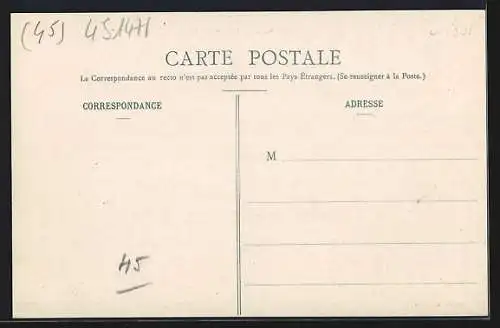 (45) 45.1471
CARTE POSTALE
La Correspondance au recto n'est pas acceptée par tous les Pays Étrangers. (Se renseigner à la Poste.)
CORRESPONDANCE
ADRESSE
M
45